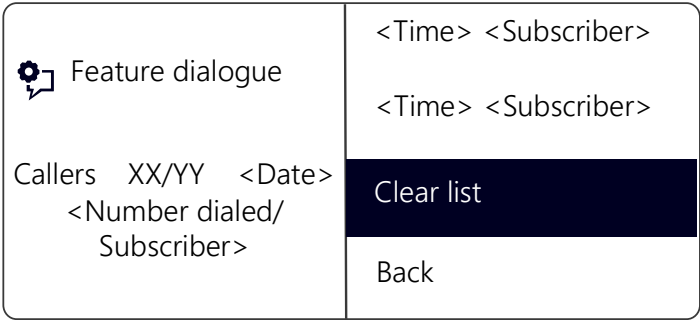 Feature dialogue
Callers XX/YY <Date>
<Number dialed/
Subscriber>
<Time> <Subscriber>
<Time> <Subscriber>
Clear list
Back